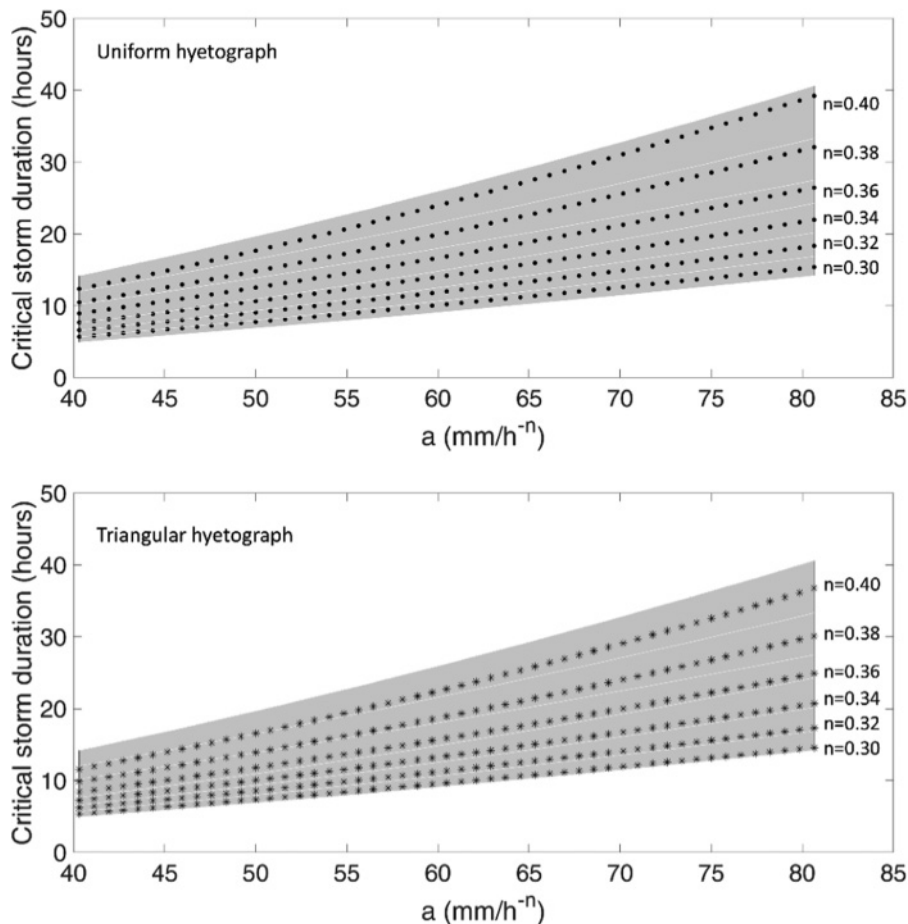 50
Uniform hyetograph
40
n=0.40
30
n=0.38
n=0.36
20
n=0.34
n=0.32
10
n=0.30
0
Critical storm duration (hours)
40 45 50 55 60 65 70 75 80 85
a (mm/h⁻ⁿ)
50
Triangular hyetograph
40
n=0.40
30
n=0.38
n=0.36
20
n=0.34
n=0.32
10
n=0.30
0
Critical storm duration (hours)
40 45 50 55 60 65 70 75 80 85
a (mm/h⁻ⁿ)